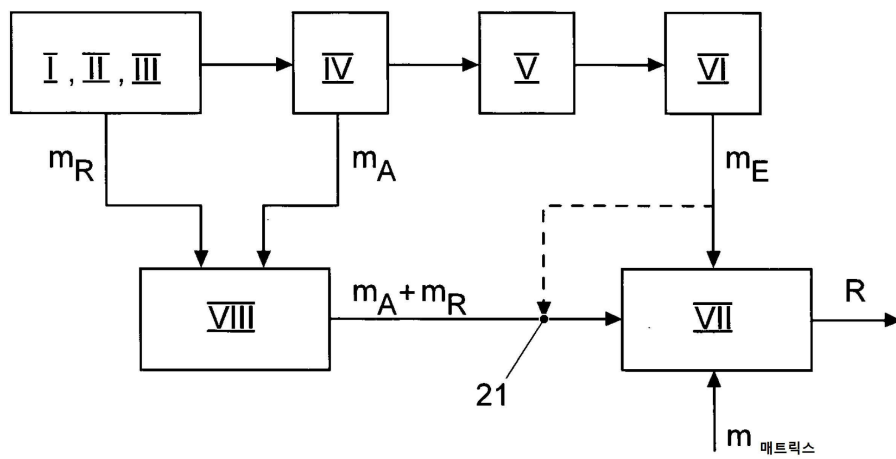 I, II, III
IV
V
VI
m_R
m_A
m_E
VIII
m_A+m_R
VII
R
21
m 매트릭스